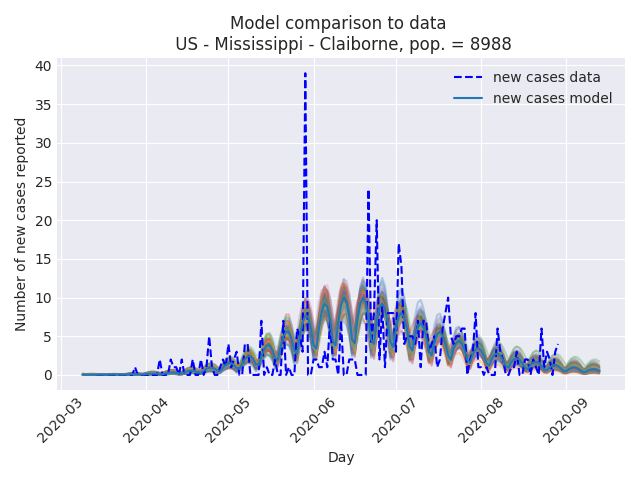 Model comparison to data
US - Mississippi - Claiborne, pop. = 8988
new cases data
new cases model
Number of new cases reported
40
35
30
25
20
15
10
5
0
2020-03
2020-04
2020-05
2020-06
2020-07
2020-08
2020-09
Day